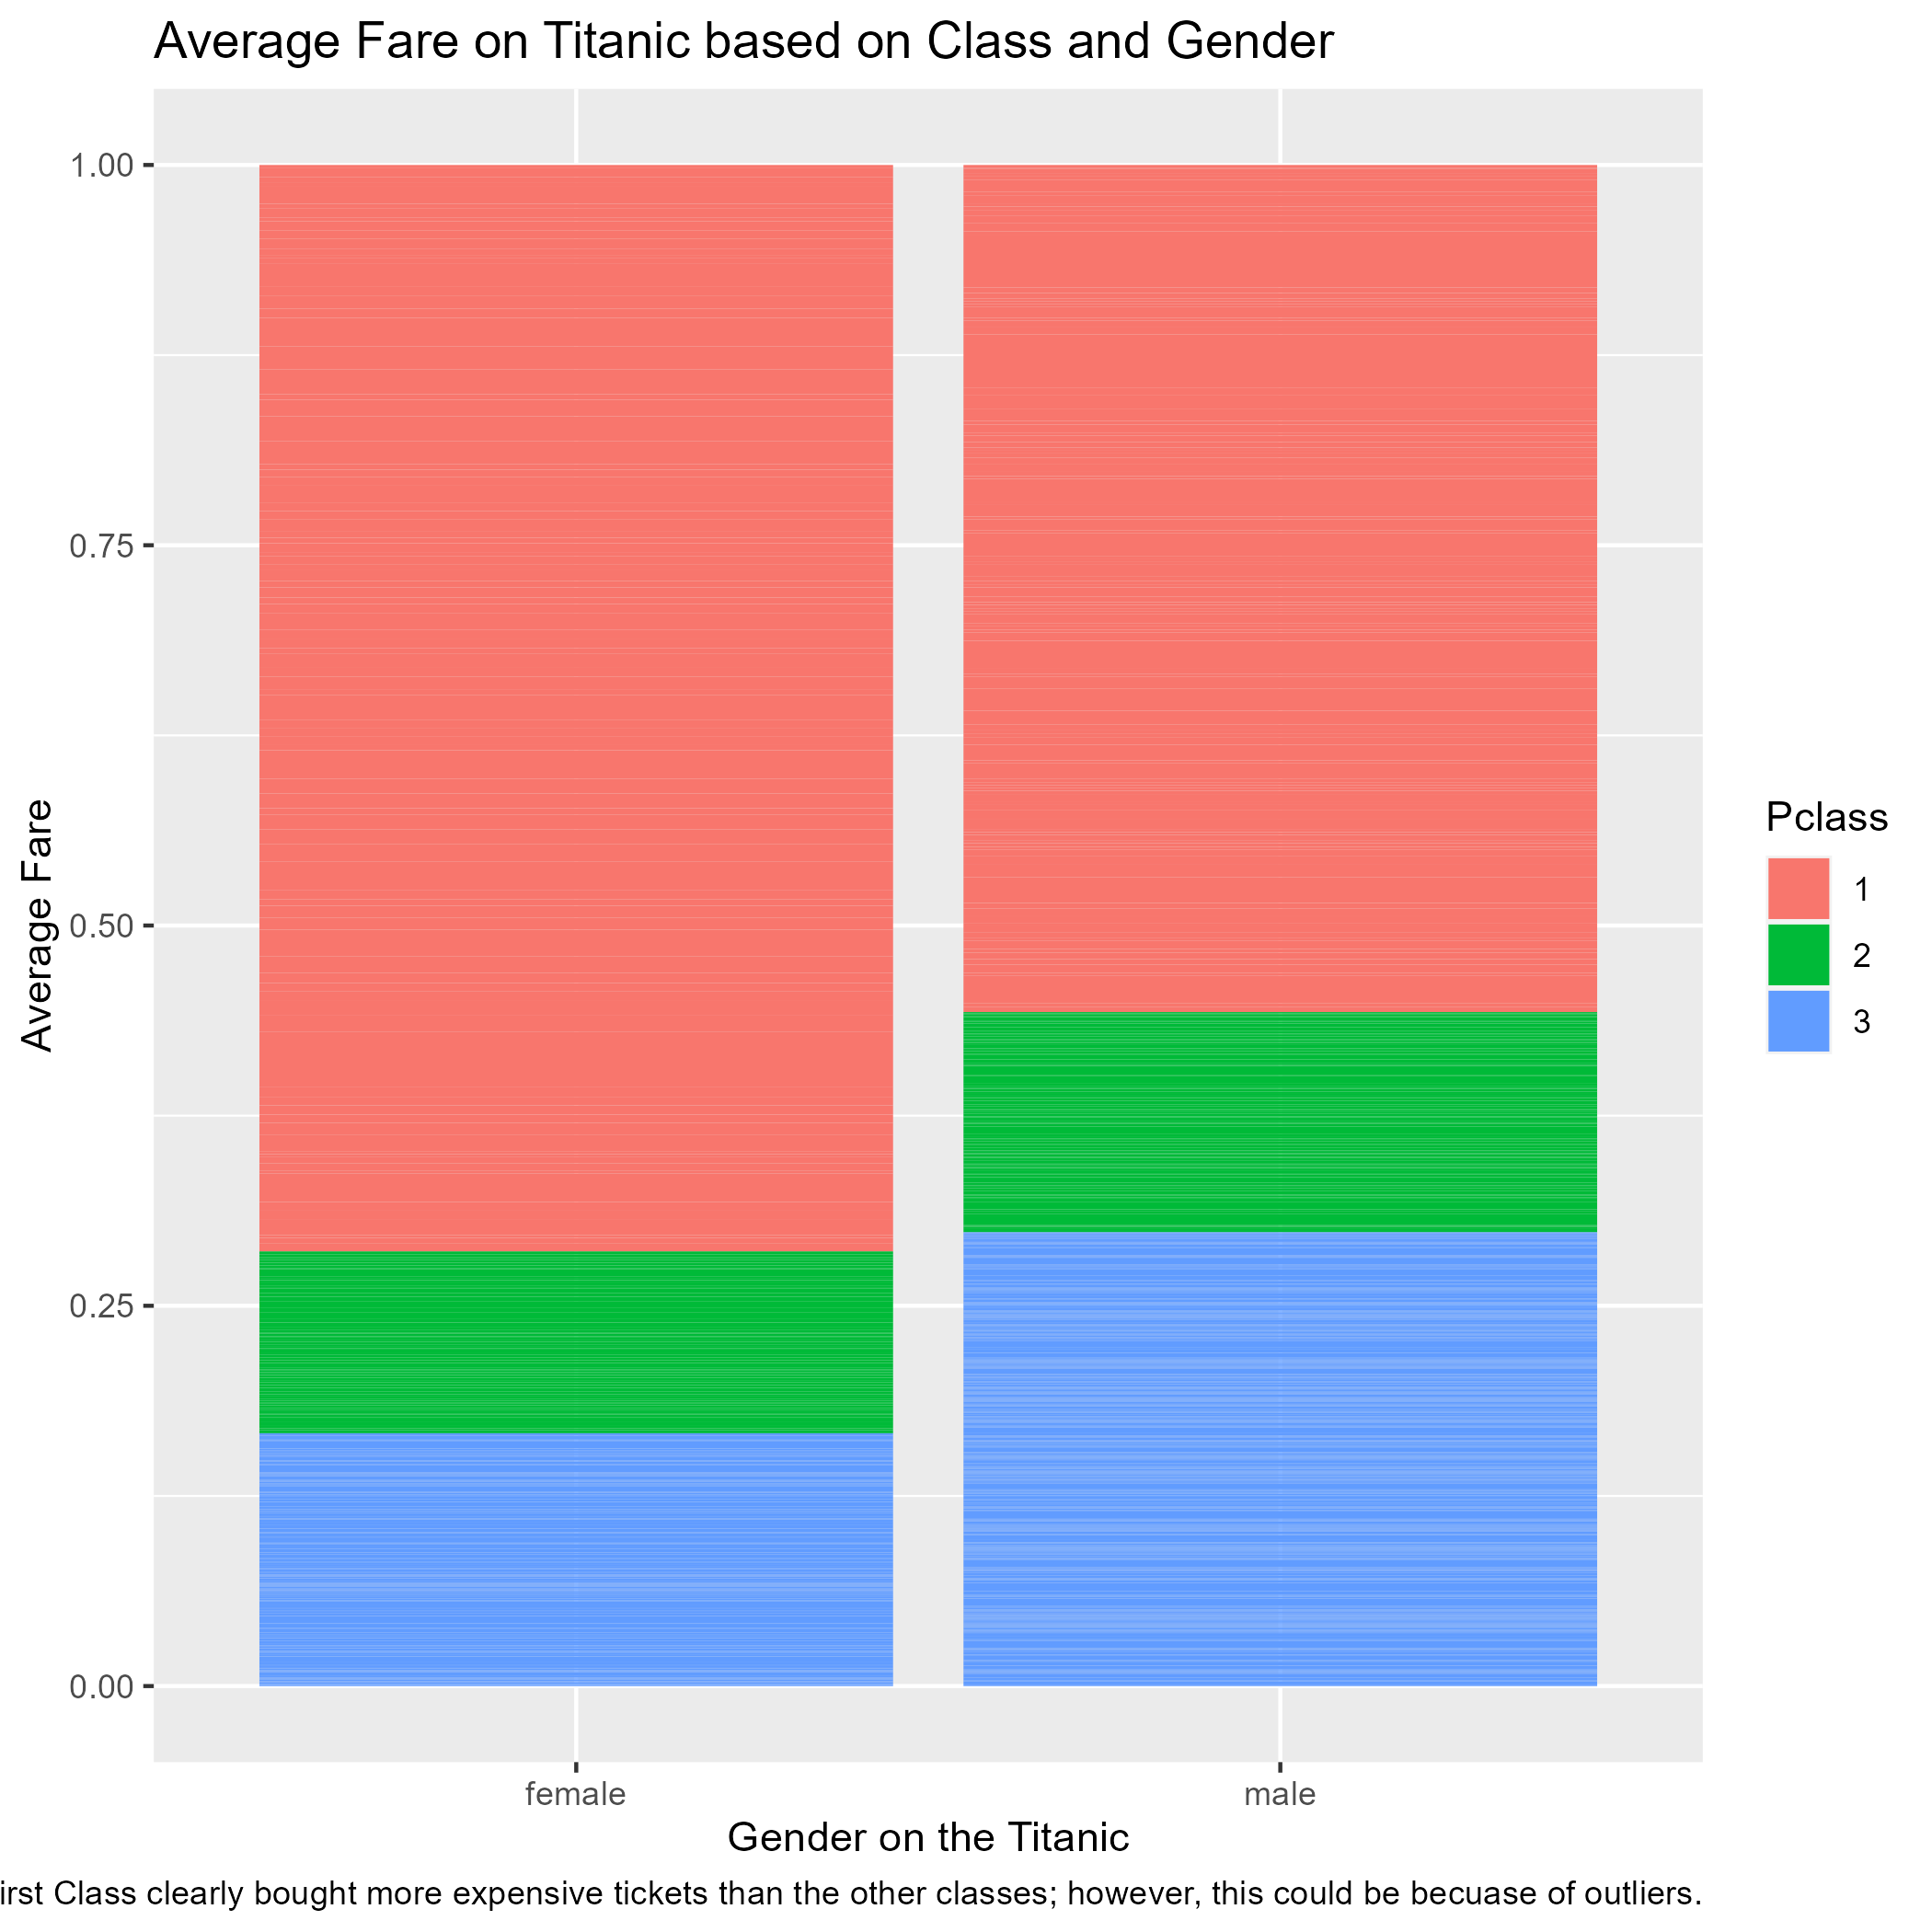 Average Fare on Titanic based on Class and Gender
1.00
0.75
0.50
0.25
0.00
Average Fare
female
male
Gender on the Titanic
Pclass
1
2
3
irst Class clearly bought more expensive tickets than the other classes; however, this could be becuase of outliers.